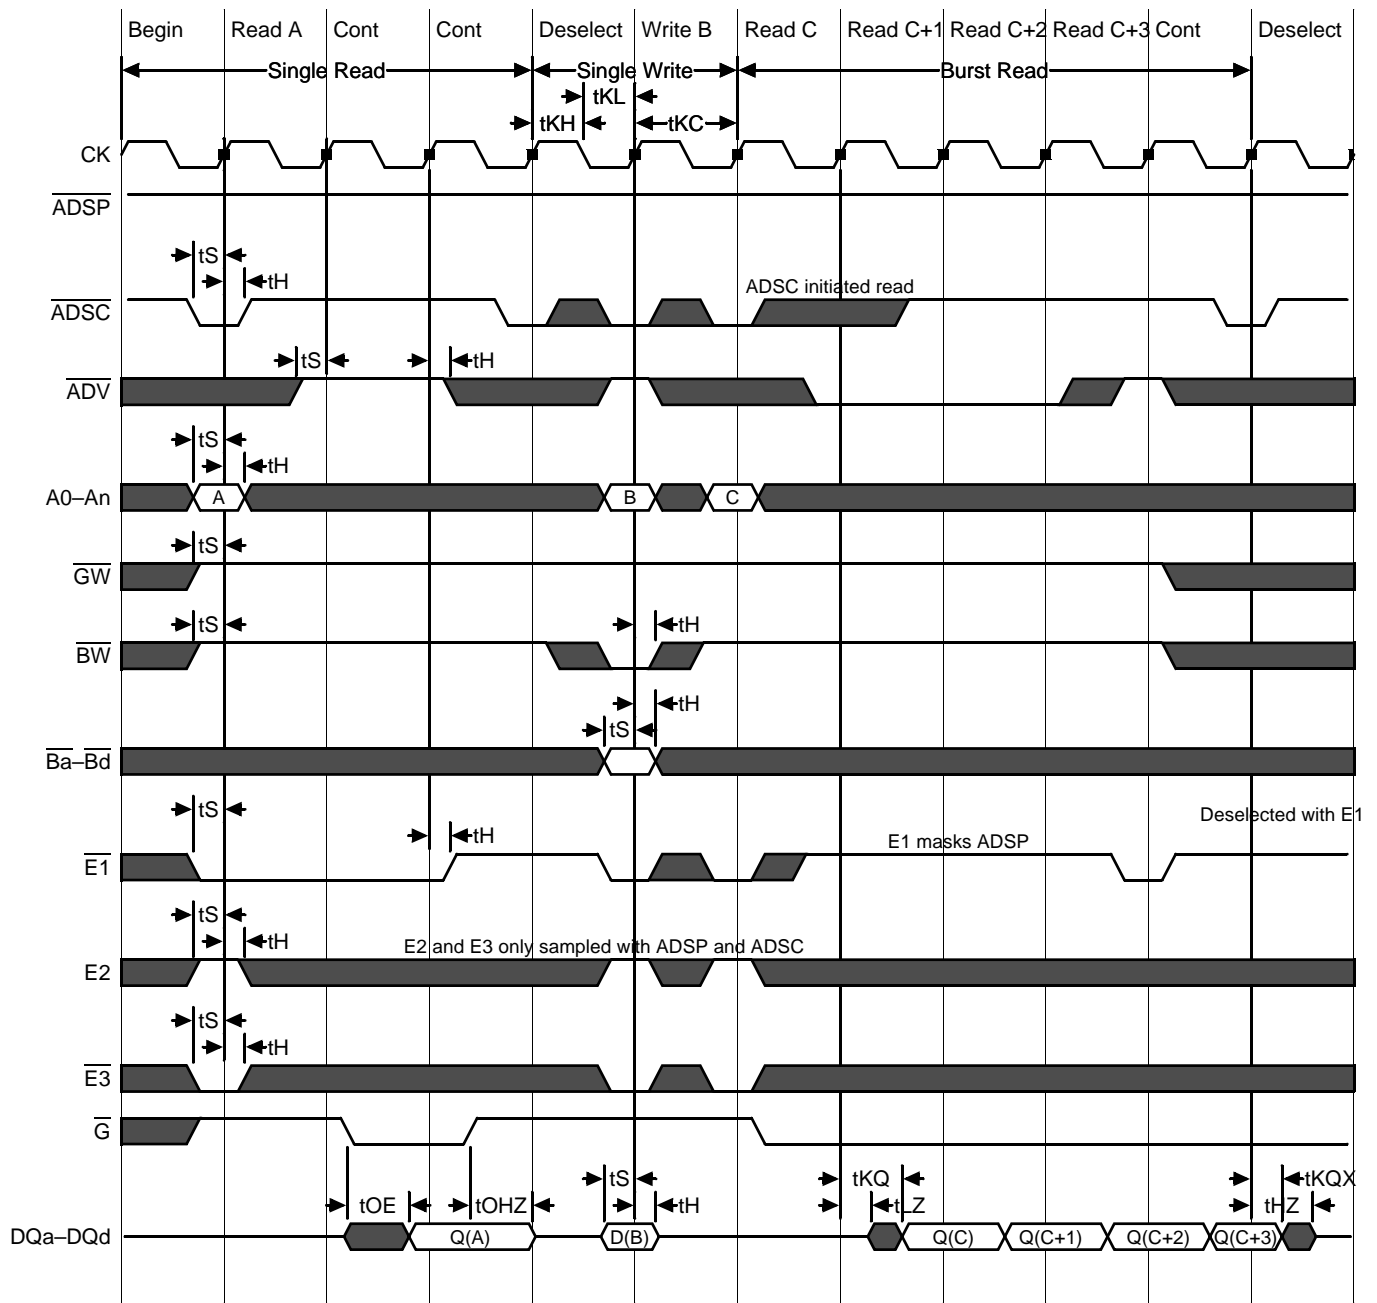 Begin Read A Cont Cont Deselect Write B Read C Read C+1 Read C+2 Read C+3 Cont Deselect
Single Read Single Write Burst Read
tKL
tKH tKC
CK
ADSP
tS
tH
ADSC initiated read
ADSC
tS tH
ADV
tS
tH
A0–An A B C
tS
GW
tS tH
BW
tH
tS
Ba–Bd
tS
Deselected with E1
tH
E1 masks ADSP
E1
tS
tH
E2 and E3 only sampled with ADSP and ADSC
E2
tS
tH
E3
G
tS tKQ tKQX
tOE tOHZ tH tLZ tHZ
DQa–DQd Q(A) D(B) Q(C) Q(C+1) Q(C+2) Q(C+3)